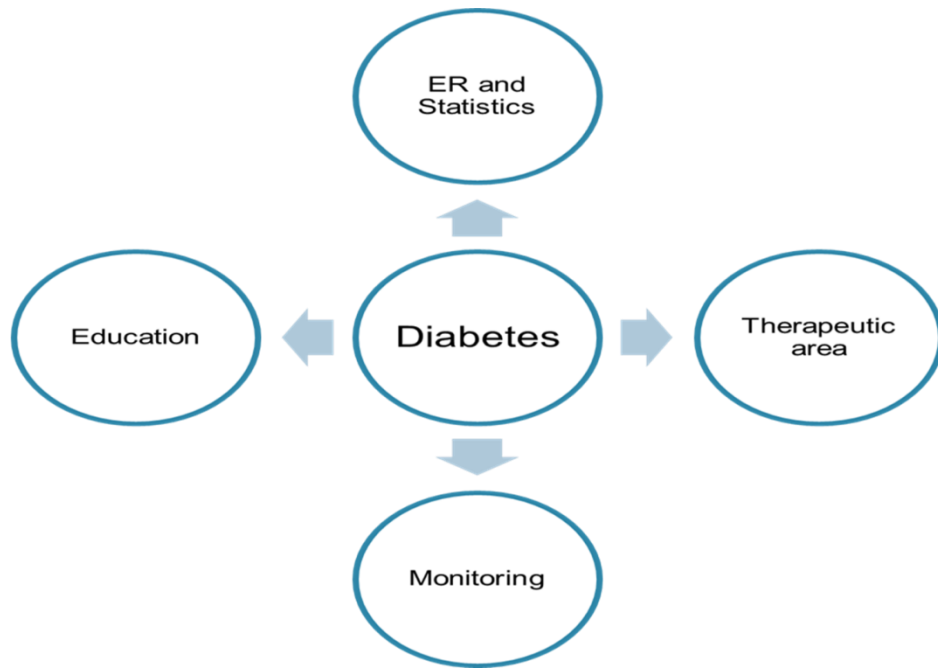 ER and
Statistics
Education
Diabetes
Therapeutic
area
Monitoring